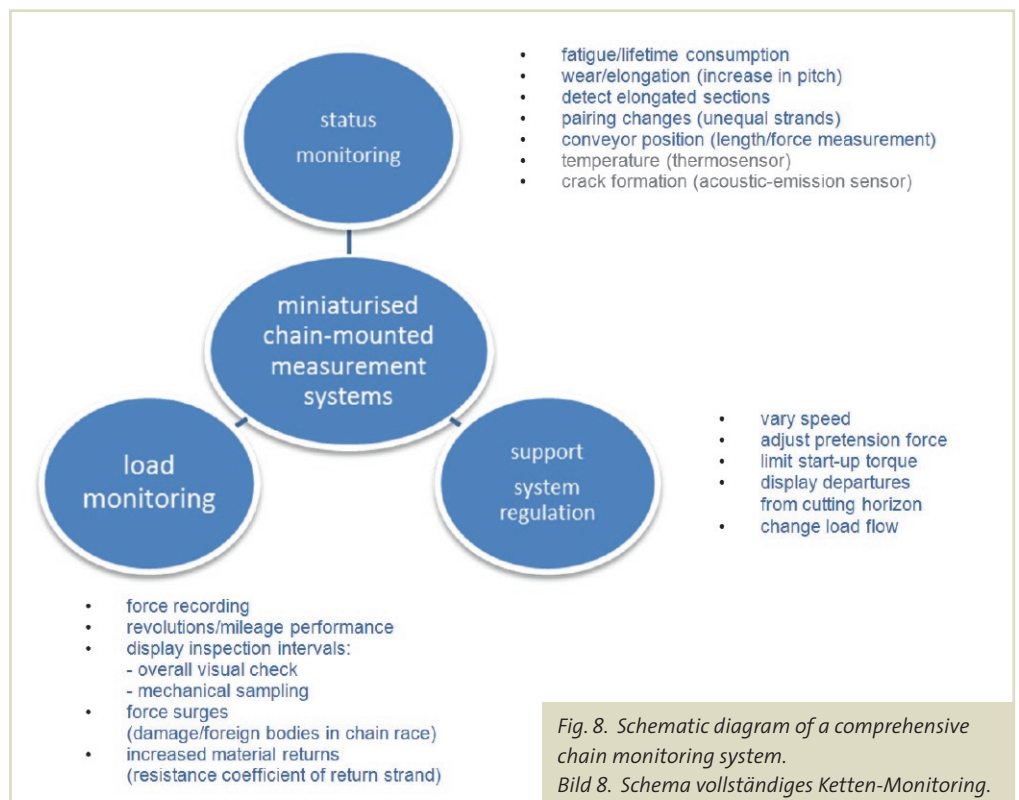 status
monitoring
• fatigue/lifetime consumption
• wear/elongation (increase in pitch)
• detect elongated sections
• pairing changes (unequal strands)
• conveyor position (length/force measurement)
• temperature (thermosensor)
• crack formation (acoustic-emission sensor)
miniaturised
chain-mounted
measurement
systems
load
monitoring
support
system
regulation
• vary speed
• adjust pretension force
• limit start-up torque
• display departures
from cutting horizon
• change load flow
• force recording
• revolutions/mileage performance
• display inspection intervals:
- overall visual check
- mechanical sampling
• force surges
(damage/foreign bodies in chain race)
• increased material returns
(resistance coefficient of return strand)
Fig. 8. Schematic diagram of a comprehensive
chain monitoring system.
Bild 8. Schema vollständiges Ketten-Monitoring.